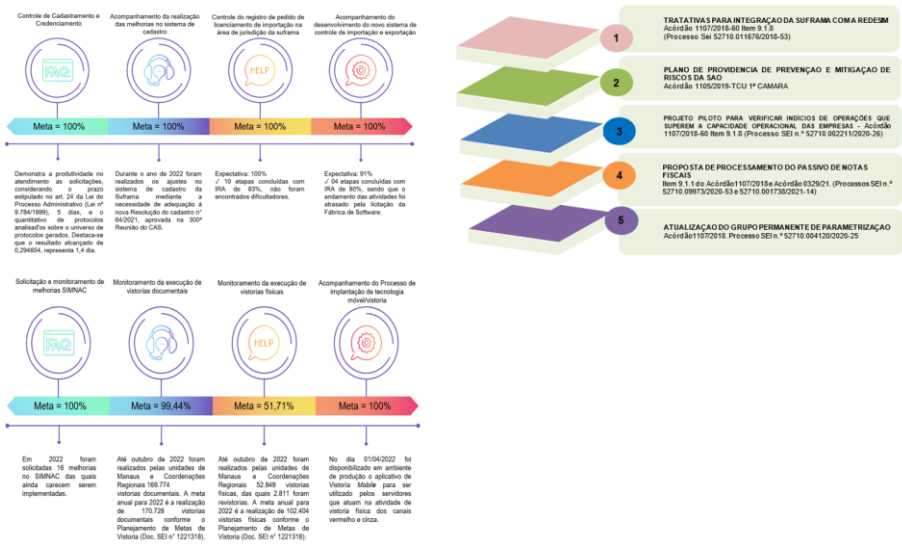 Controle de Cadastramento e
Credenciamento
Acompanhamento da realização
das melhorias no sistema de
cadastro
Controle do registro de pedido de
licenciamento de importação na
área de jurisdição da suframa
Acompanhamento do
desenvolvimento do novo sistema de
controle de importação e exportação
FAQ
HELP
Meta = 100%
Meta = 100%
Meta = 100%
Meta = 100%
Demonstra a produtividade no
atendimento as solicitações,
considerando o prazo
estipulado no art. 24 da Lei do
Processo Administrativo (Lei nº
9.784/1999), 5 dias, e o
quantitativo de protocolos
analisad'os sobre o universo de
protocolos gerados. Destaca-se
que o resultado alcançado de
0,294854, representa 1,4 dia.
Durante o ano de 2022 foram
realizados os ajustes no
sistema de cadastro da
Suframa mediante a
necessidade de adequação à
nova Resolução do cadastro n°
64/2021, aprovada na 300ª
Reunião do CAS.
Expectativa: 100%
✓ 10 etapas concluídas com
IRA de 83%, não foram
encontrados dificultadores.
Expectativa: 91%
✓ 04 etapas concluídas com
IRA de 80%, sendo que o
andamento das atividades foi
atrasado pela licitação da
Fábrica de Software.
Solicitação e monitoramento de
melhorias SIMNAC
Monitoramento da execução de
vistorias documentais
Monitoramento da execução de
vistorias físicas
Acompanhamento do Processo de
implantação de tecnologia
móvel/vistoria
FAQ
HELP
Meta = 100%
Meta = 99,44%
Meta = 51,71%
Meta = 100%
Em 2022 foram
solicitadas 16 melhorias
no SIMNAC das quais
ainda carecem serem
implementadas.
Até outubro de 2022 foram
realizados pelas unidades de
Manaus e Coordenações
Regionais 169.774
vistorias documentais. A meta
anual para 2022 é a realização
de 170.728 vistorias
documentais conforme o
Planejamento de Metas de
Vistoria (Doc. SEI n° 1221318).
Até outubro de 2022 foram
realizados pelas unidades de
Manaus e Coordenações
Regionais 52.949 vistorias
físicas, das quais 2.811 foram
revistorias. A meta anual para
2022 é a realização de 102.404
vistorias física conforme o
Planejamento de Metas de
Vistoria (Doc. SEI n° 1221318).
No dia 01/04/2022 foi
disponibilizado em ambiente
de produção o aplicativo de
Vistoria Mobile para ser
utilizado pelos servidores
que atuam na atividade de
vistoria física dos canais
vermelho e cinza.
1
TRATATIVAS PARA INTEGRAÇÃO DA SUFRAMA COM A REDESIM
Acórdão 1107/2018-60 Item 9.1.8
(Processo Sei 52710.011676/2018-53)
2
PLANO DE PROVIDENCIA DE PREVENÇÃO E MITIGAÇÃO DE
RISCOS DA SAO
Acórdão 1105/2019-TCU 1ª CAMARA
3
PROJETO PILOTO PARA VERIFICAR INDICIOS DE OPERAÇÕES QUE
SUPEREM A CAPACIDADE OPERACIONAL DAS EMPRESAS – Acórdão
1107/2018-60 Item 9.1.8 (Processo SEI n.º 52710.002211/2020-26)
4
PROPOSTA DE PROCESSAMENTO DO PASSIVO DE NOTAS
FISCAIS
Item 9.1.1 do Acórdão1107/2018 e Acórdão 0329/21. (Processos SEI n.º
52710.09973/2020-53 e 52710.001738/2021-14)
5
ATUALIZAÇÃO DO GRUPO PERMANENTE DE PARAMETRIZAÇÃO
Acórdão1107/2018. Processo SEI n.º 52710.004120/2020-25